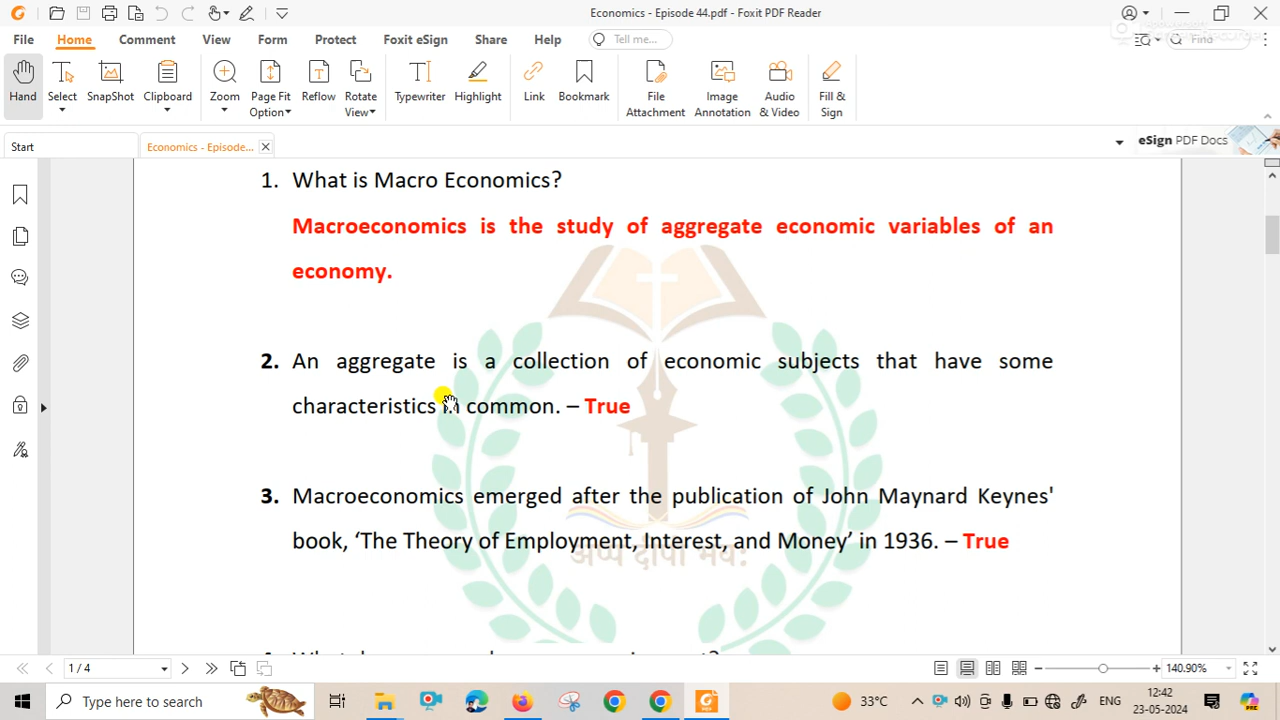 Economics - Episode 44.pdf - Foxit PDF Reader
File Home Comment View Form Protect Foxit eSign Share Help Tell me... Find
Hand Select SnapShot Clipboard Zoom Page Fit Option Reflow Rotate View Typewriter Highlight Link Bookmark File Attachment Image Annotation Audio & Video Fill & Sign
Start Economics - Episode... eSign PDF Docs
1. What is Macro Economics?
Macroeconomics is the study of aggregate economic variables of an
economy.
2. An aggregate is a collection of economic subjects that have some
characteristics in common. – True
3. Macroeconomics emerged after the publication of John Maynard Keynes'
book, ‘The Theory of Employment, Interest, and Money’ in 1936. – True
अप्प दीपो भवः
1 / 4 140.90%
Type here to search 33°C ENG 12:42
23-05-2024